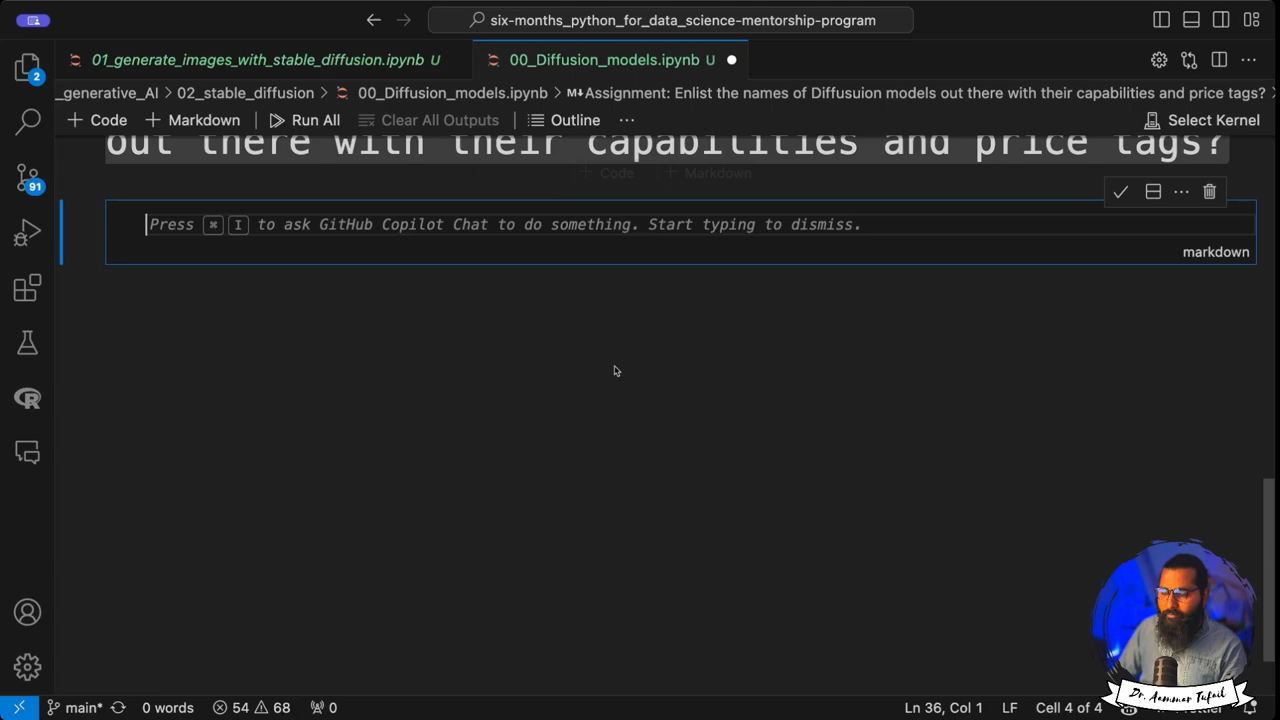 six-months_python_for_data_science-mentorship-program
01_generate_images_with_stable_diffusion.ipynb U
00_Diffusion_models.ipynb U
2
_generative_AI > 02_stable_diffusion > 00_Diffusion_models.ipynb > M↓Assignment: Enlist the names of Diffusuion models out there with their capabilities and price tags?
+ Code + Markdown Run All Clear All Outputs Outline ... Select Kernel
out there with their capabilities and price tags?
+ Code + Markdown
91
Press ⌘ I to ask GitHub Copilot Chat to do something. Start typing to dismiss.
markdown
Dr. Aammar Tufail
main* 0 words 54 68 0 Ln 36, Col 1 LF Cell 4 of 4